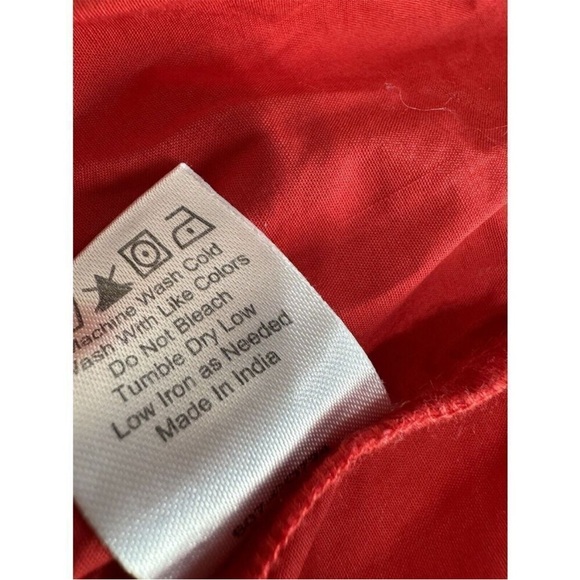 Machine Wash Cold
Wash With Like Colors
Do Not Bleach
Tumble Dry Low
Low Iron as Needed
Made In India